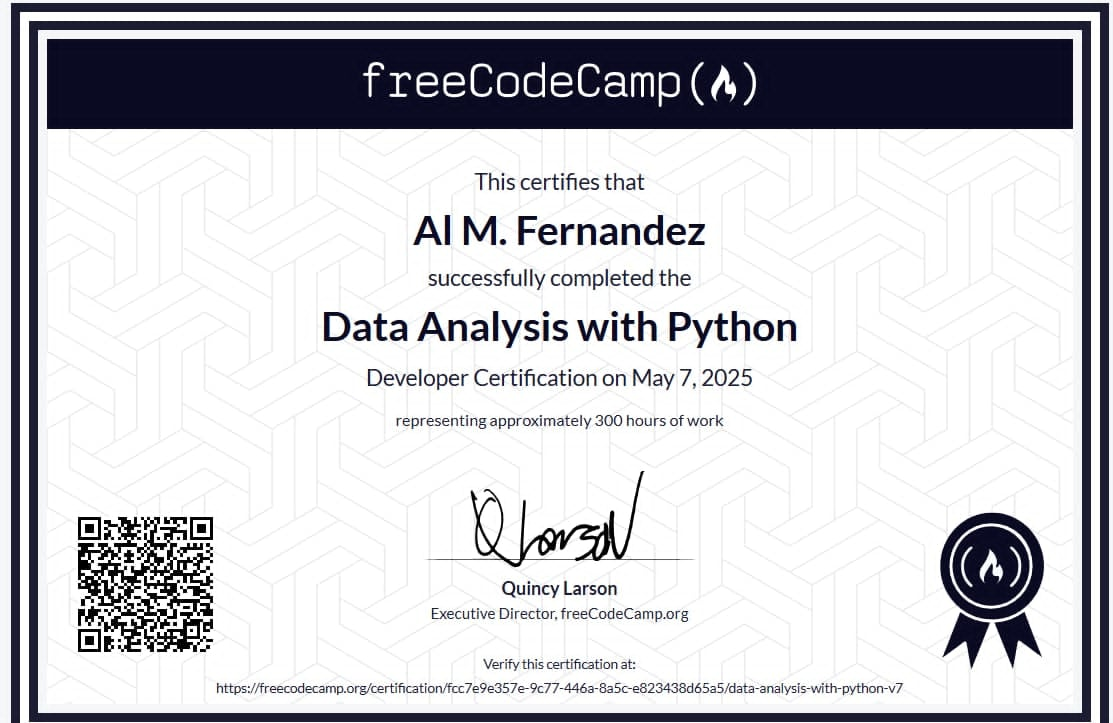 freeCodeCamp
This certifies that
Al M. Fernandez
successfully completed the
Data Analysis with Python
Developer Certification on May 7, 2025
representing approximately 300 hours of work
Q Larson
Quincy Larson
Executive Director, freeCodeCamp.org
Verify this certification at:
https://freecodecamp.org/certification/fcc7e9e357e-9c77-446a-8a5c-e823438d65a5/data-analysis-with-python-v7